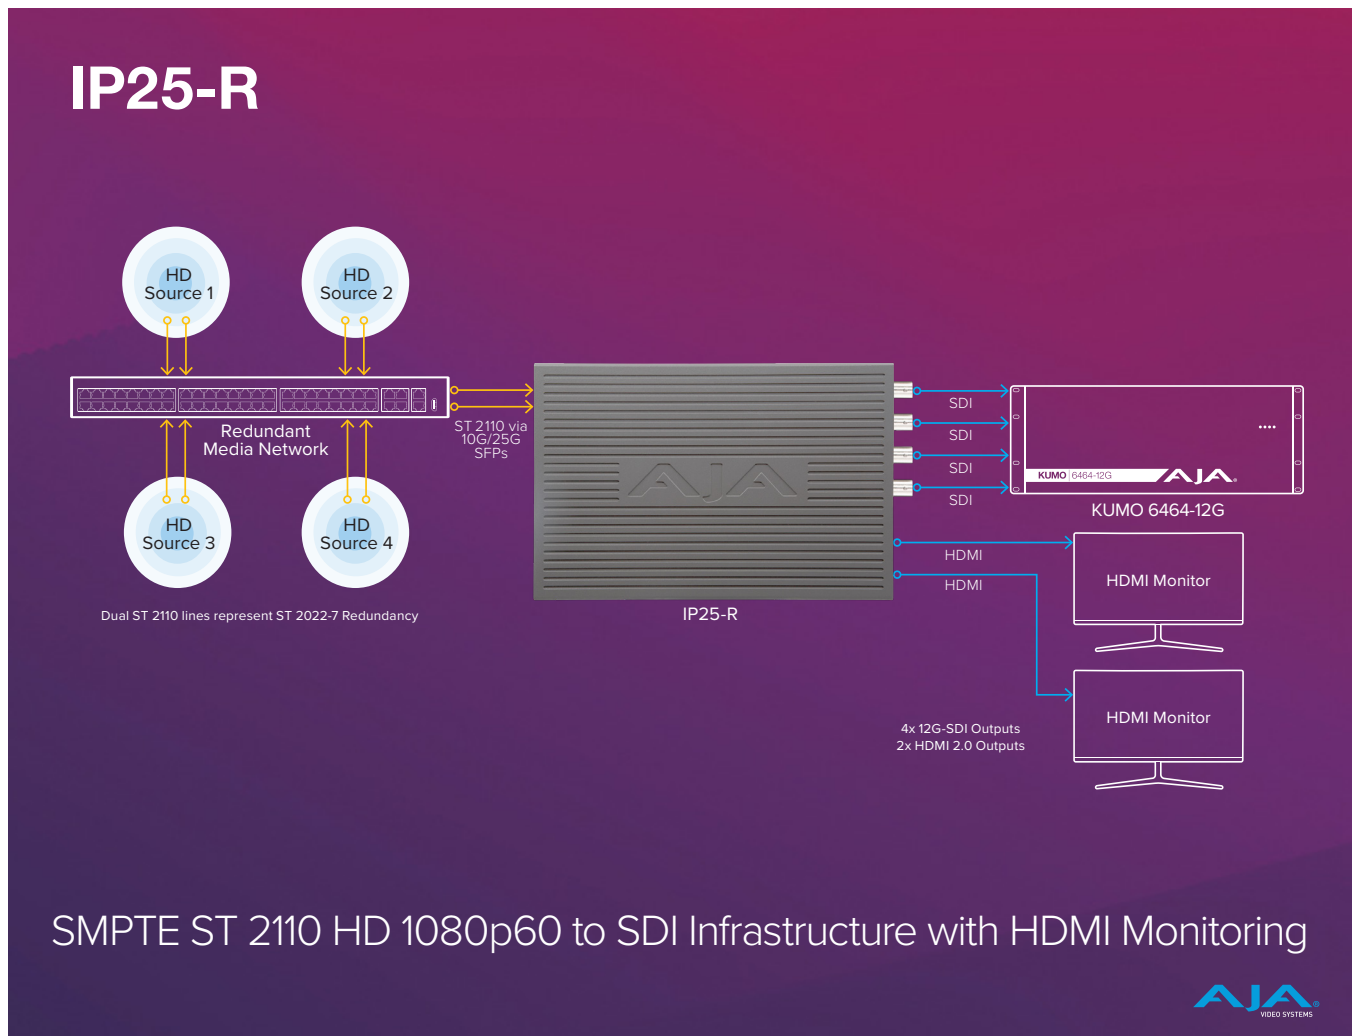 IP25-R
HD
Source 1
HD
Source 2
Redundant
Media Network
ST 2110 via
10G/25G
SFPs
HD
Source 3
HD
Source 4
Dual ST 2110 lines represent ST 2022-7 Redundancy
AJA
IP25-R
SDI
SDI
SDI
SDI
KUMO 6464-12G AJA®
KUMO 6464-12G
HDMI
HDMI
HDMI Monitor
HDMI Monitor
4x 12G-SDI Outputs
2x HDMI 2.0 Outputs
SMPTE ST 2110 HD 1080p60 to SDI Infrastructure with HDMI Monitoring
AJA®
VIDEO SYSTEMS